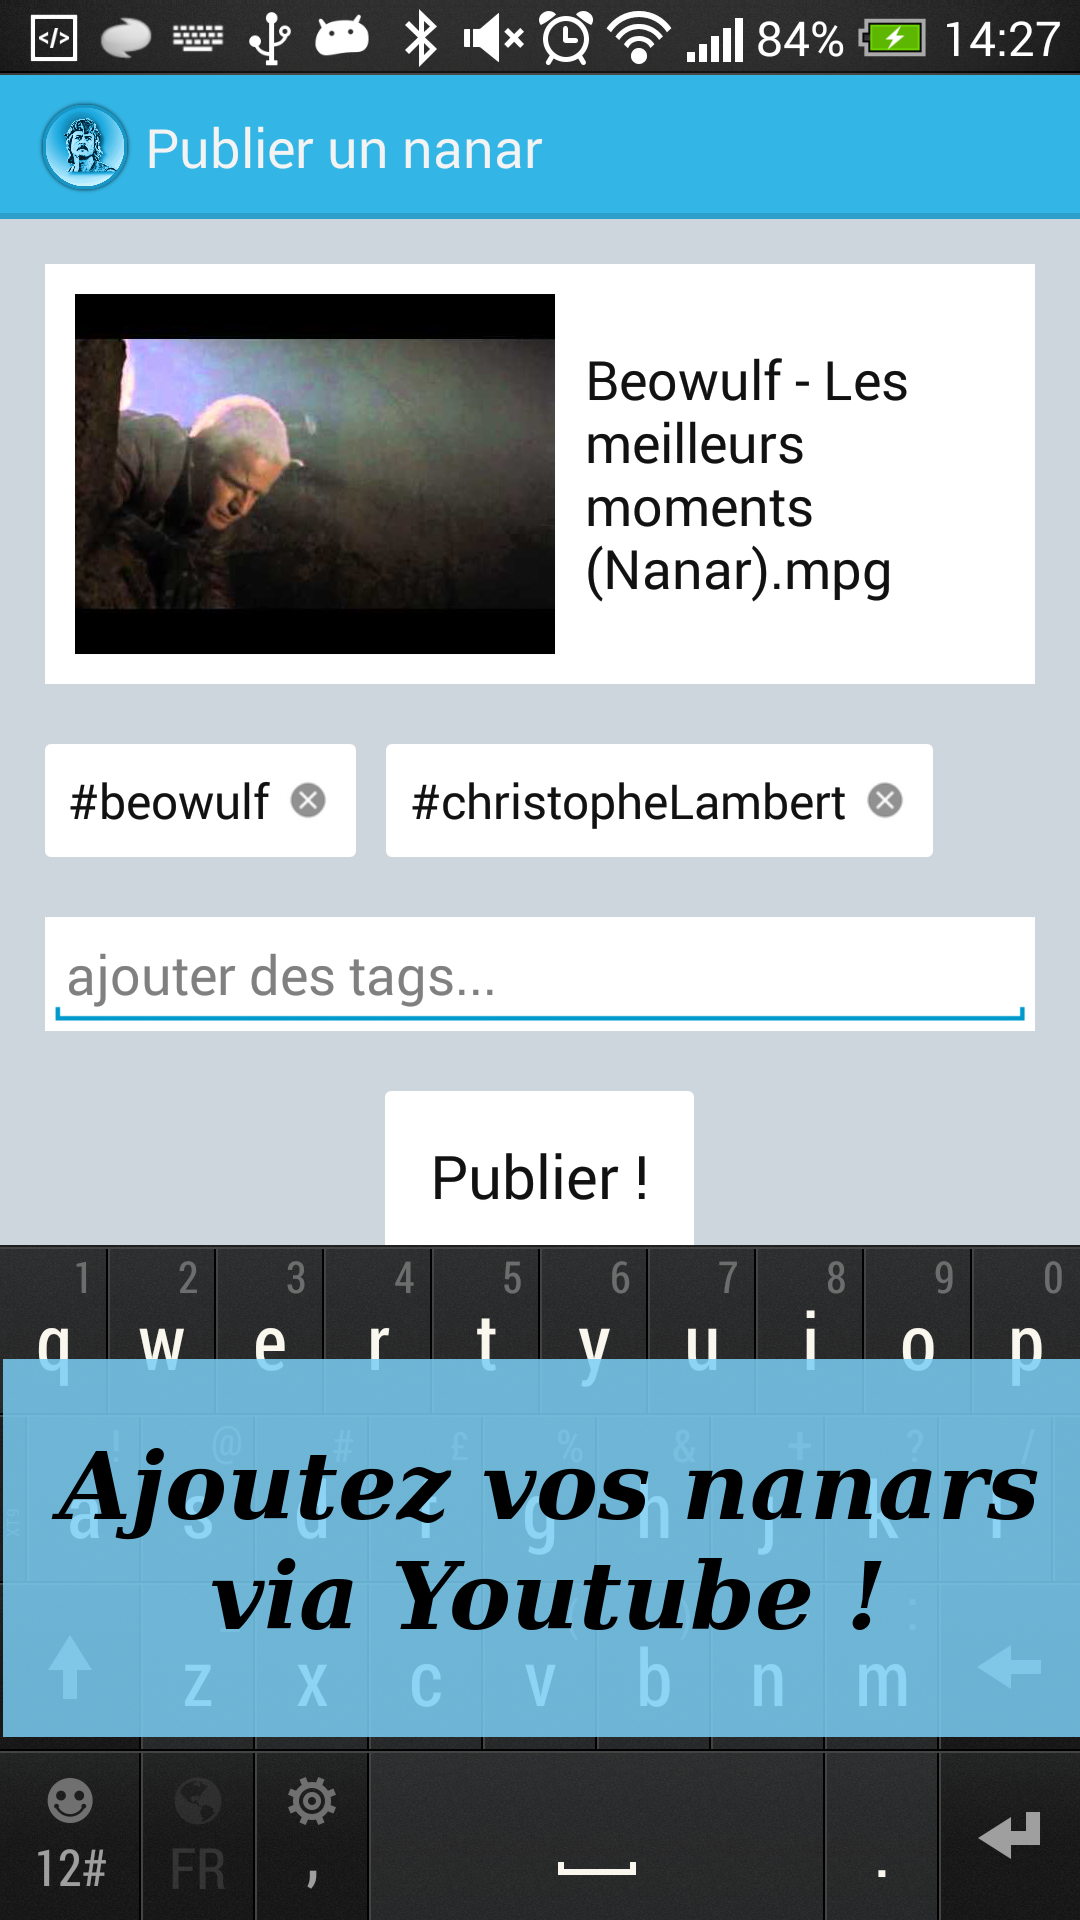 84% 14:27
Publier un nanar
Beowulf - Les
meilleurs
moments
(Nanar).mpg
#beowulf #christopheLambert
ajouter des tags...
Publier !
1 2 3 4 5 6 7 8 9 0
q w e r t y u i o p
! @ # £ % & + ? /
a s d f g h j k l
Ajoutez vos nanars
via Youtube !
z x c v b n m
12# FR , .